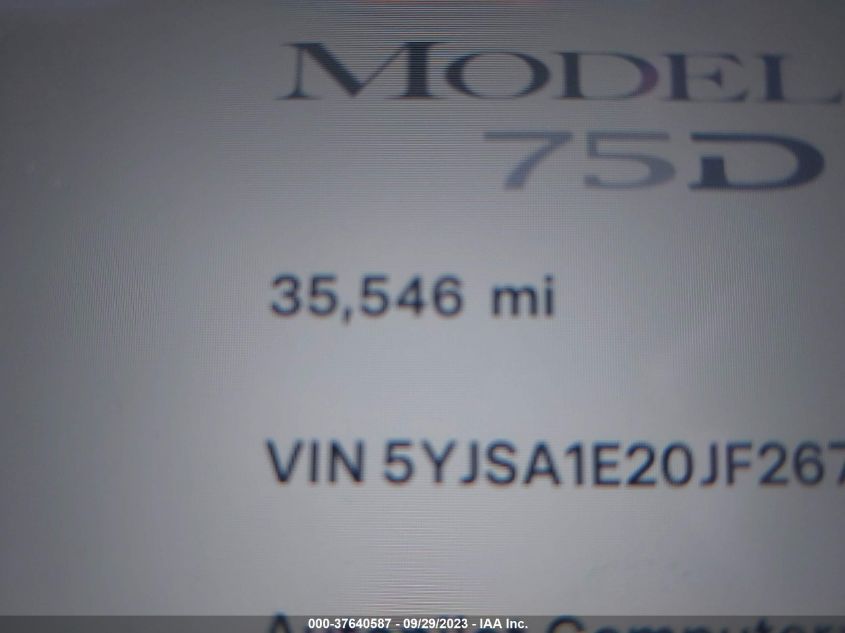 MODEL
75D
35,546 mi
VIN 5YJSA1E20JF267
000-37640587 - 09/29/2023 - IAA Inc.